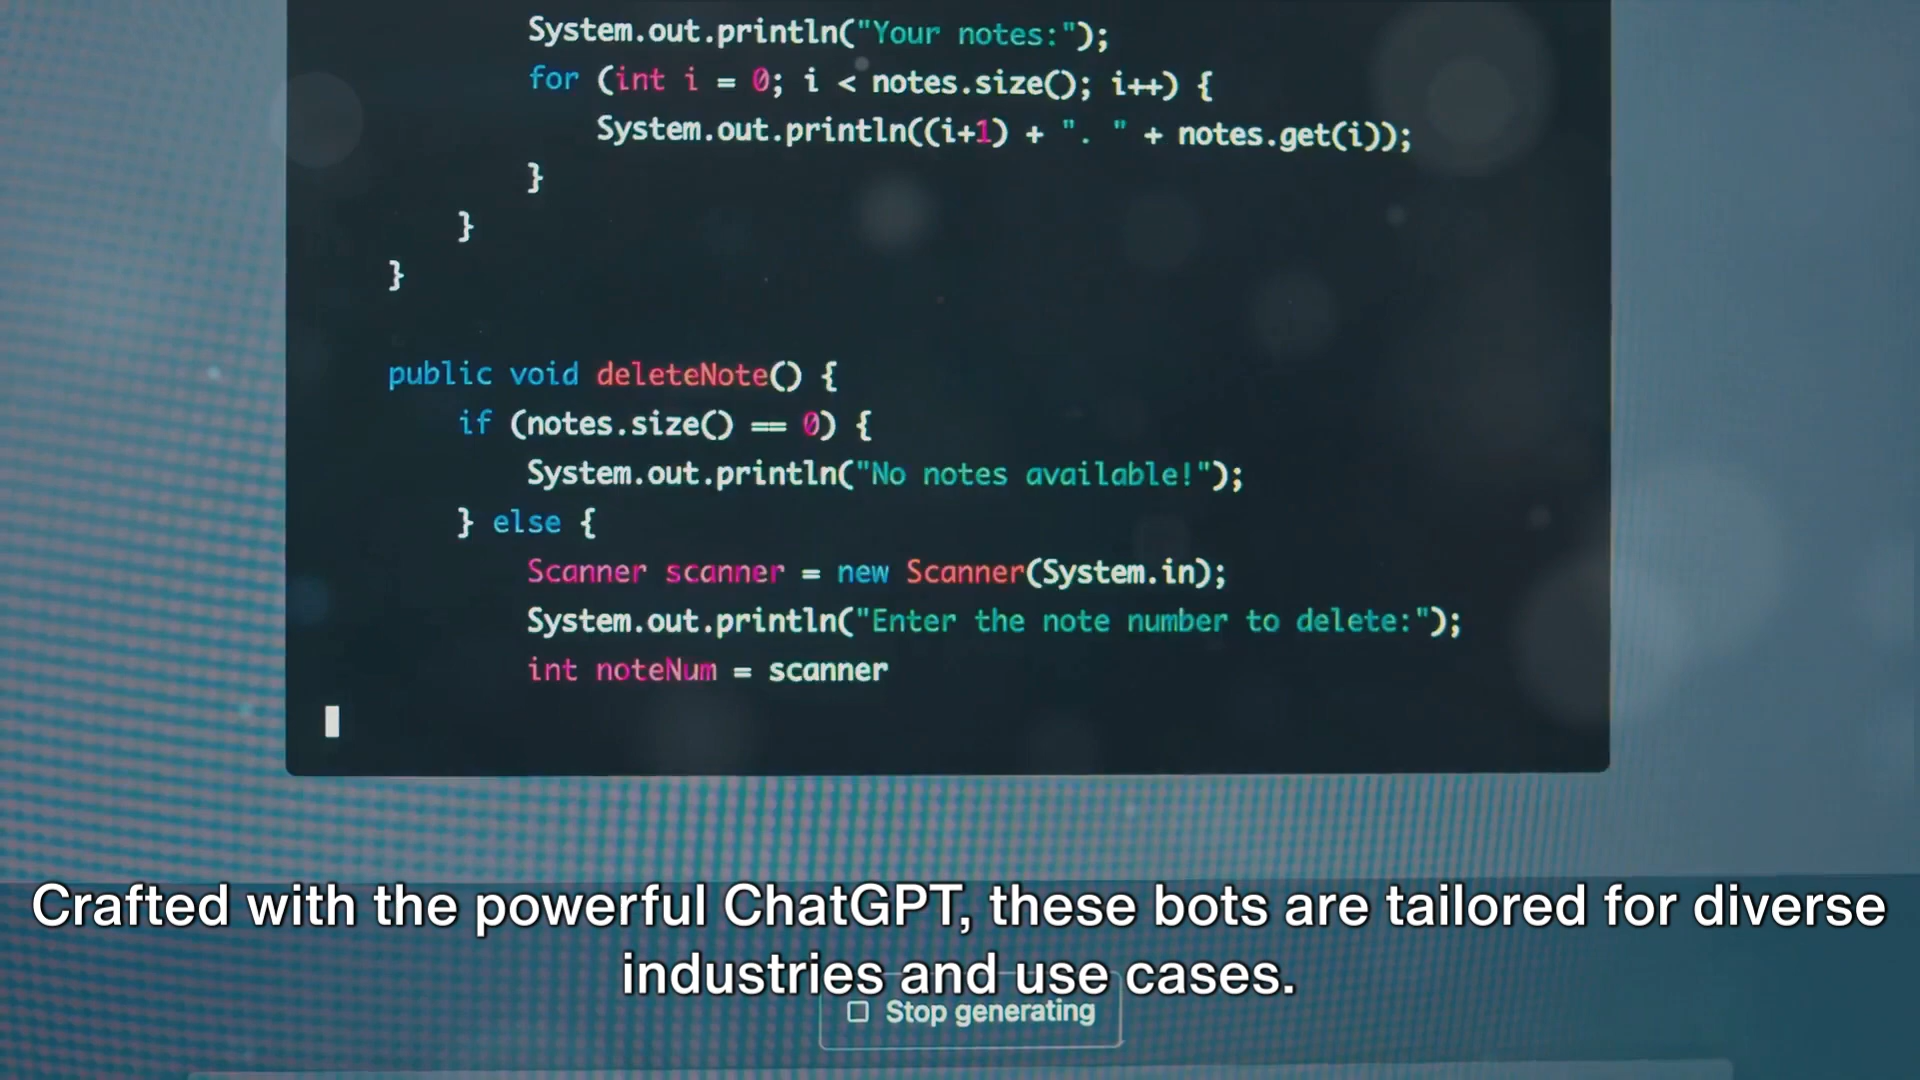 System.out.println("Your notes:");
for (int i = 0; i < notes.size(); i++) {
System.out.println((i+1) + ". " + notes.get(i));
}
}
}
public void deleteNote() {
if (notes.size() == 0) {
System.out.println("No notes available!");
} else {
Scanner scanner = new Scanner(System.in);
System.out.println("Enter the note number to delete:");
int noteNum = scanner
Crafted with the powerful ChatGPT, these bots are tailored for diverse
industries and use cases.
Stop generating